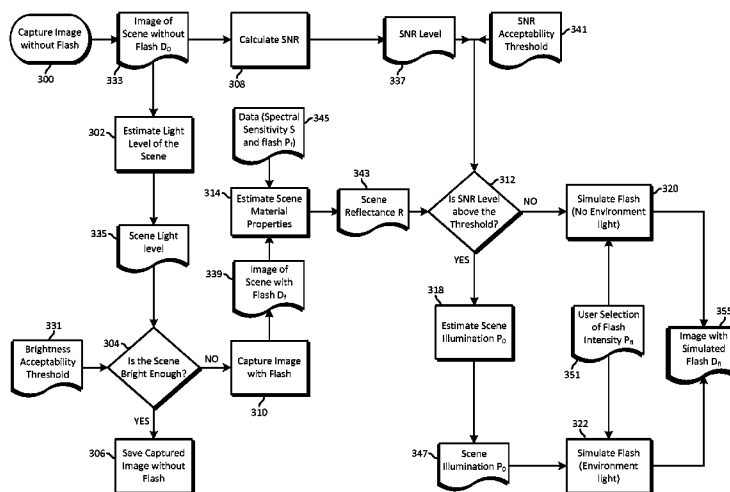 Capture Image
without Flash
300
Image of
Scene without
Flash D₀
333
Calculate SNR
308
SNR Level
337
SNR
Acceptability
Threshold
341
302
Estimate Light
Level of the
Scene
Data (Spectral
Sensitivity S
and flash Pf)
345
314
Estimate Scene
Material
Properties
343
Scene
Reflectance R
312
Is SNR Level
above the
Threshold?
NO
YES
320
Simulate Flash
(No Environment
light)
335
Scene Light
level
339
Image of
Scene with
Flash Df
318
Estimate Scene
Illumination P₀
User Selection
of Flash
Intensity Pfl
351
355
Image with
Simulated
Flash Dfl
331
Brightness
Acceptability
Threshold
304
Is the Scene
Bright Enough?
NO
YES
Capture Image
with Flash
310
306
Save Captured
Image without
Flash
347
Scene
Illumination P₀
322
Simulate Flash
(Environment
light)